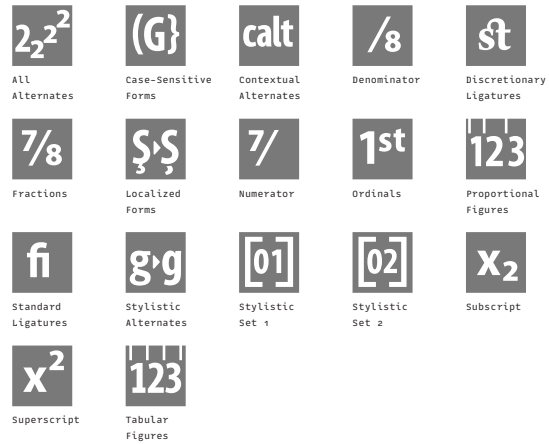 2₂2² (G} calt /8 st
All Case-Sensitive Contextual Denominator Discretionary
Alternates Forms Alternates Ligatures
7/8 Ş▸Ș 7/ 1st 123
Fractions Localized Numerator Ordinals Proportional
Forms Figures
fi g▸g [01] [02] x₂
Standard Stylistic Stylistic Stylistic Subscript
Ligatures Alternates Set 1 Set 2
x² 123
Superscript Tabular
Figures